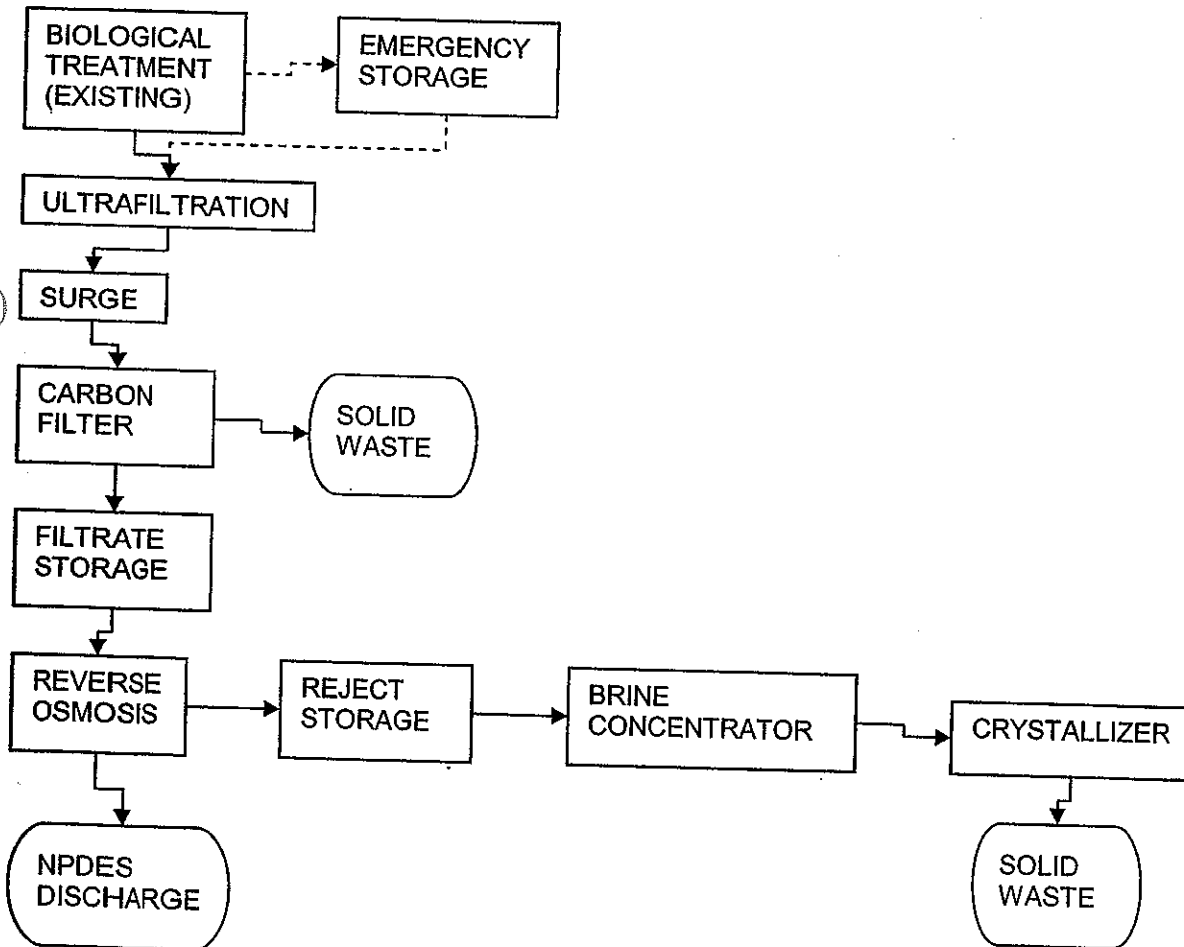 BIOLOGICAL
TREATMENT
(EXISTING)
EMERGENCY
STORAGE
ULTRAFILTRATION
SURGE
CARBON
FILTER
SOLID
WASTE
FILTRATE
STORAGE
REVERSE
OSMOSIS
REJECT
STORAGE
BRINE
CONCENTRATOR
CRYSTALLIZER
NPDES
DISCHARGE
SOLID
WASTE